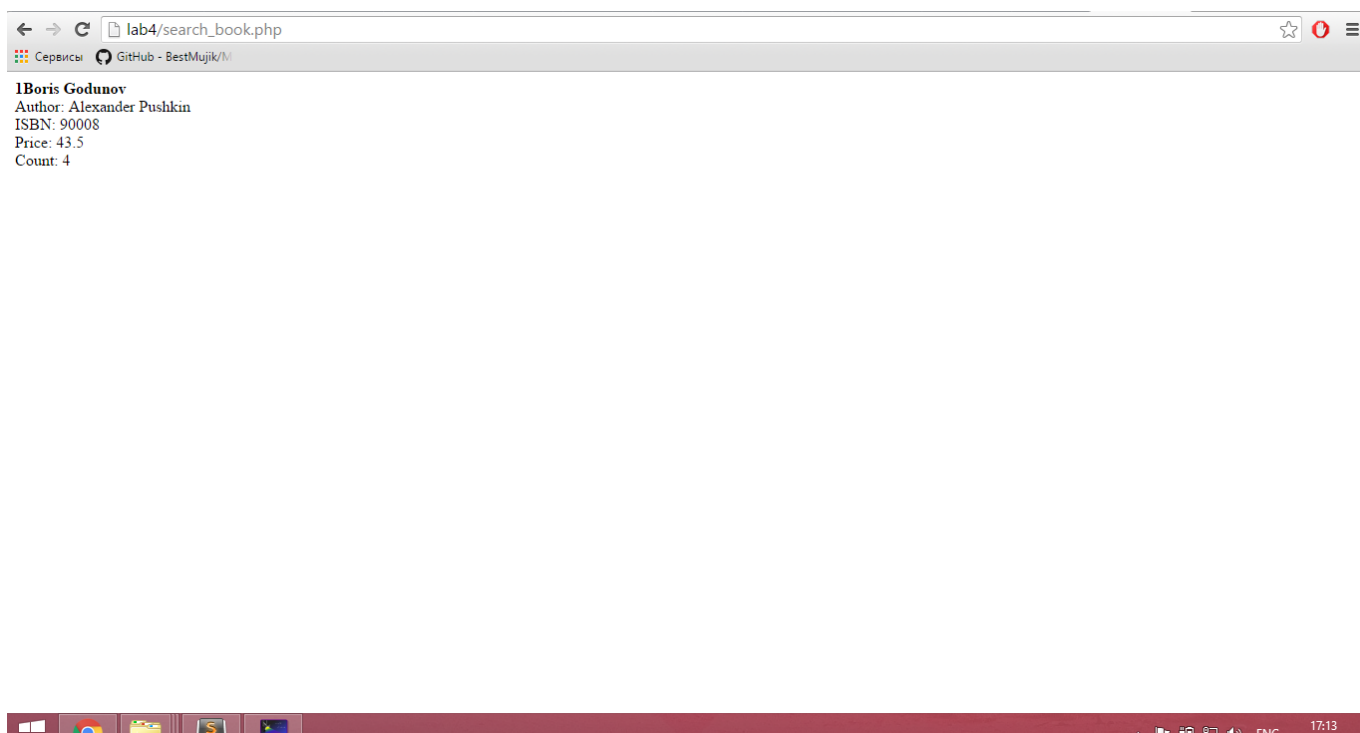 lab4/search_book.php
Сервисы GitHub - BestMujik/M
1Boris Godunov
Author: Alexander Pushkin
ISBN: 90008
Price: 43.5
Count: 4
ENG 17:13